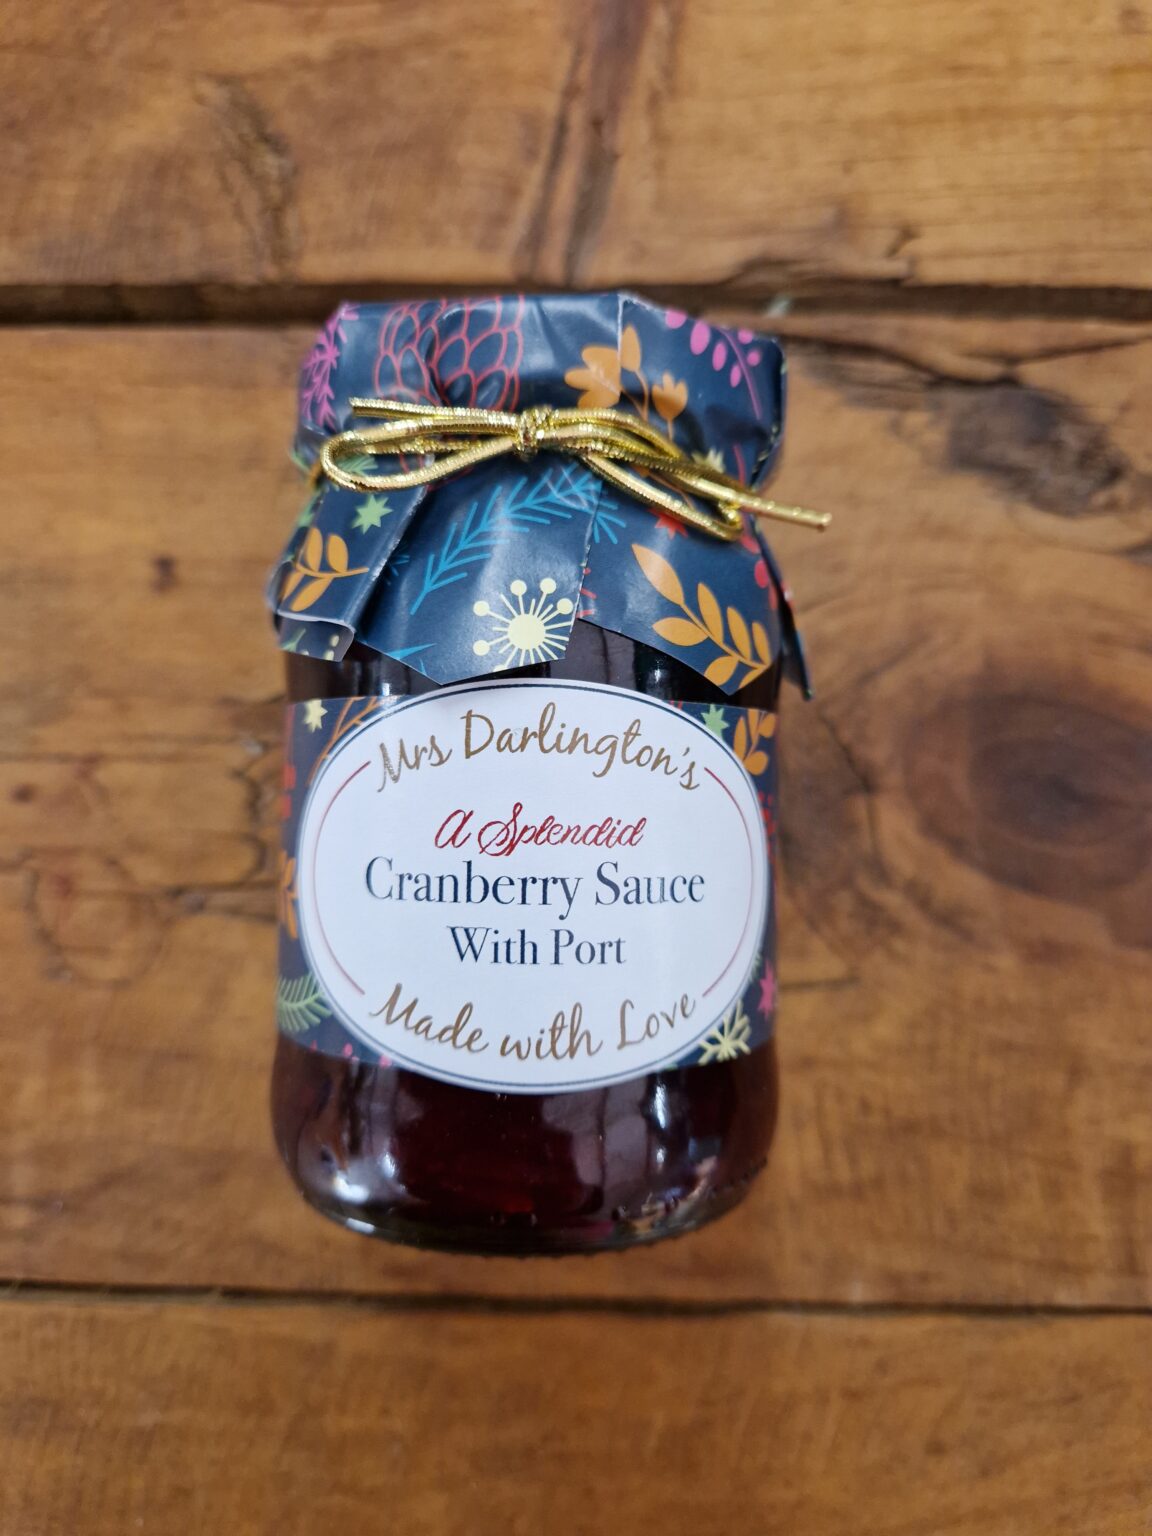 Mrs Darlington's
A Splendid
Cranberry Sauce
With Port
Made with Love